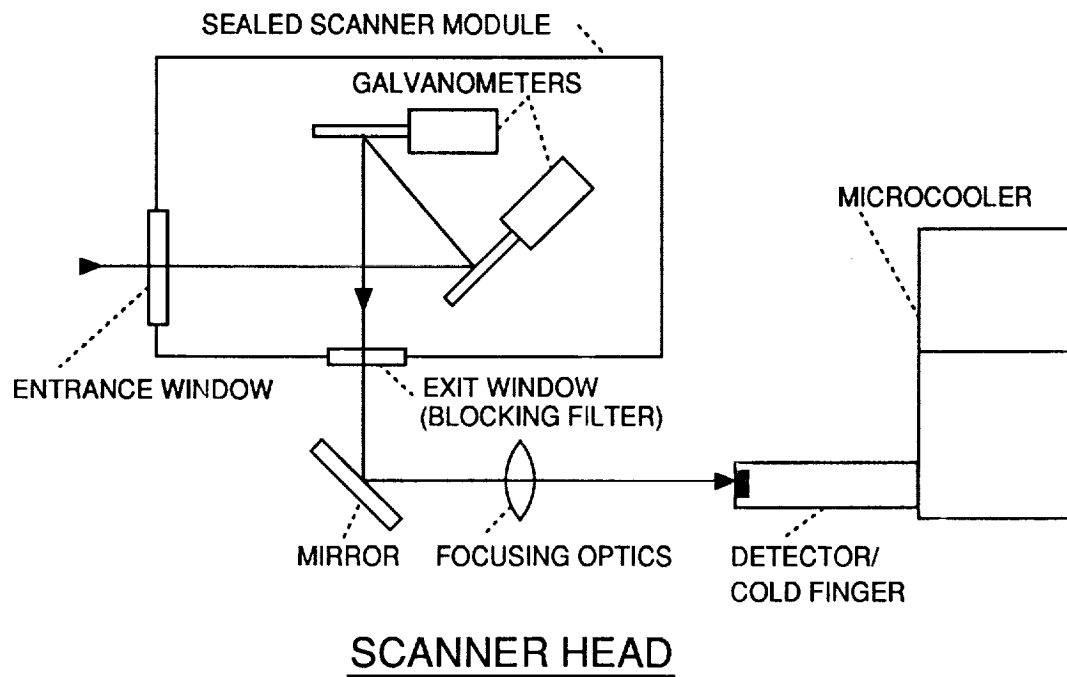 SEALED SCANNER MODULE
GALVANOMETERS
MICROCOOLER
ENTRANCE WINDOW
EXIT WINDOW
(BLOCKING FILTER)
MIRROR
FOCUSING OPTICS
DETECTOR/
COLD FINGER
SCANNER HEAD